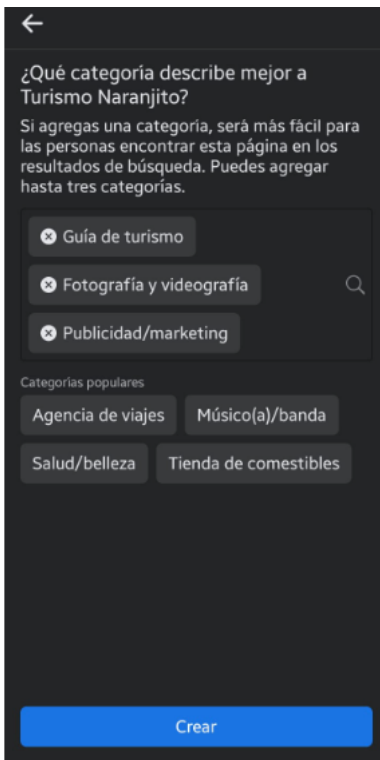 ¿Qué categoría describe mejor a
Turismo Naranjito?
Si agregas una categoría, será más fácil para
las personas encontrar esta página en los
resultados de búsqueda. Puedes agregar
hasta tres categorías.
Guía de turismo
Fotografía y videografía
Publicidad/marketing
Categorías populares
Agencia de viajes
Músico(a)/banda
Salud/belleza
Tienda de comestibles
Crear